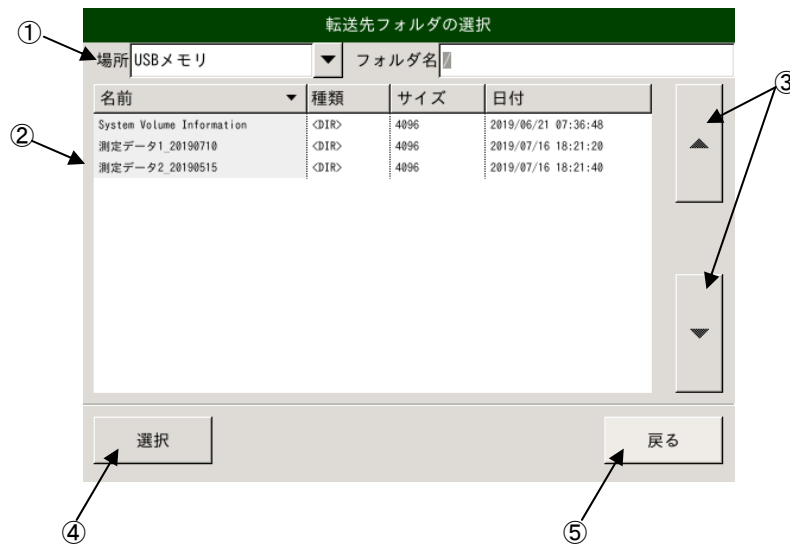 転送先フォルダの選択
①
場所 USBメモリ ▼ フォルダ名 /
③
名前 ▼ 種類 サイズ 日付
②
System Volume Information <DIR> 4096 2019/06/21 07:36:48
測定データ1_20190710 <DIR> 4096 2019/07/16 18:21:20
測定データ2_20190515 <DIR> 4096 2019/07/16 18:21:40
選択 戻る
④ ⑤